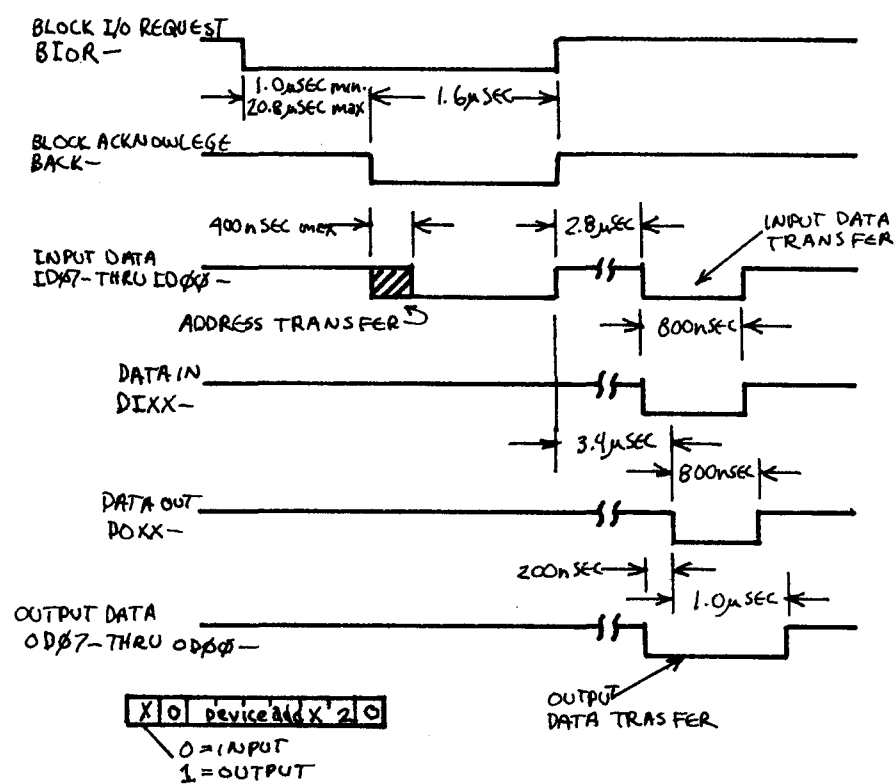 BLOCK I/O REQUEST
BIOR-
1.0µSEC min.
20.8µSEC max
1.6µSEC
BLOCK ACKNOWLEGE
BACK-
400nSEC max
2.8µSEC
INPUT DATA
TRANSFER
INPUT DATA
IDØ7-THRU IDØØ-
ADDRESS TRANSFER
800nSEC
DATA IN
DIXX-
3.4µSEC
800nSEC
DATA OUT
DOXX-
200nSEC
1.0µSEC
OUTPUT DATA
ODØ7-THRU ODØØ-
X 0 device add X 2 0
OUTPUT
DATA TRASFER
0=INPUT
1=OUTPUT